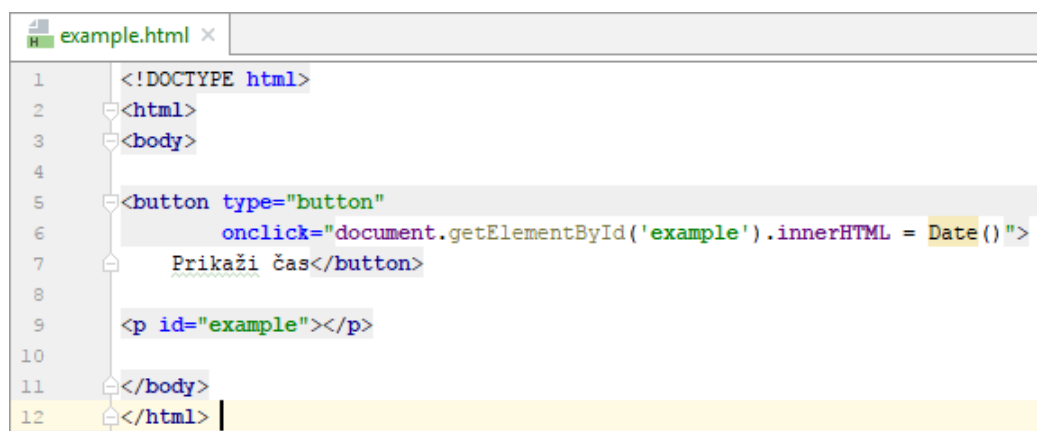 example.html
1 <!DOCTYPE html>
2 <html>
3 <body>
4
5 <button type="button"
6 onclick="document.getElementById('example').innerHTML = Date()">
7 Prikaži čas</button>
8
9 <p id="example"></p>
10
11 </body>
12 </html>